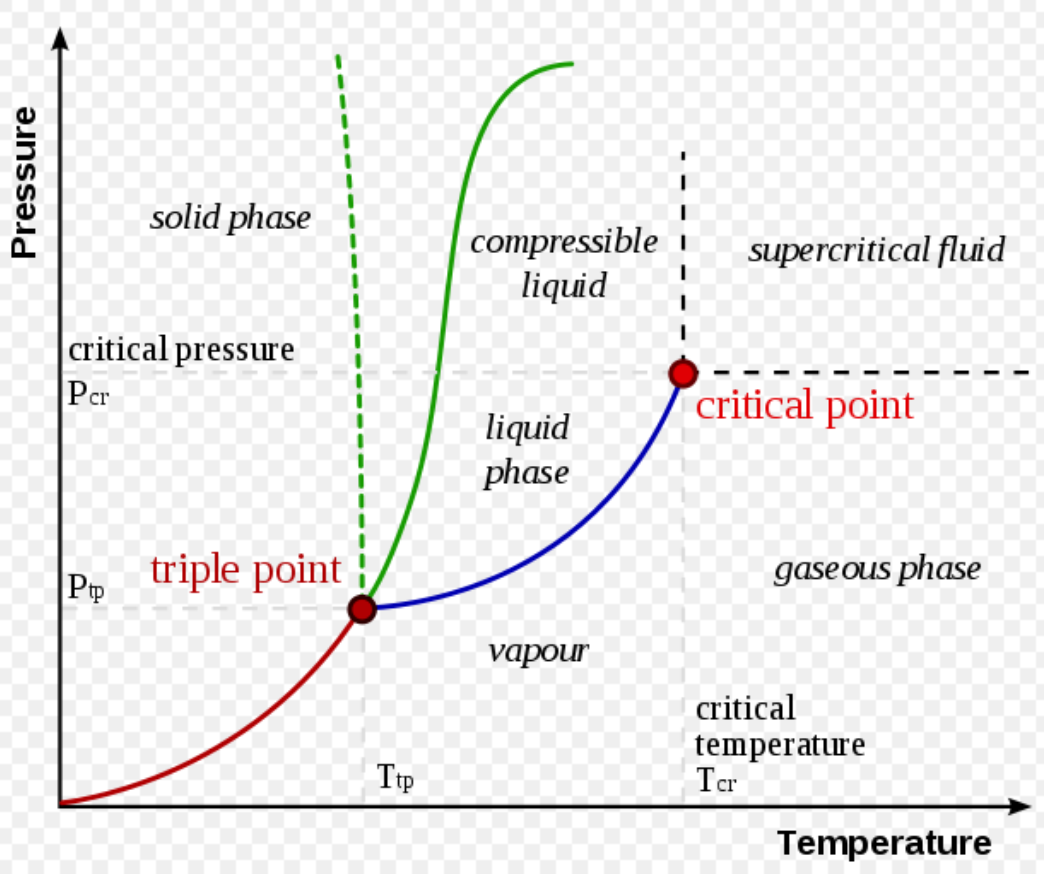 Pressure
solid phase
compressible
liquid
supercritical fluid
critical pressure
Pcr
critical point
liquid
phase
triple point
Ptp
gaseous phase
vapour
critical
temperature
Tcr
Ttp
Temperature